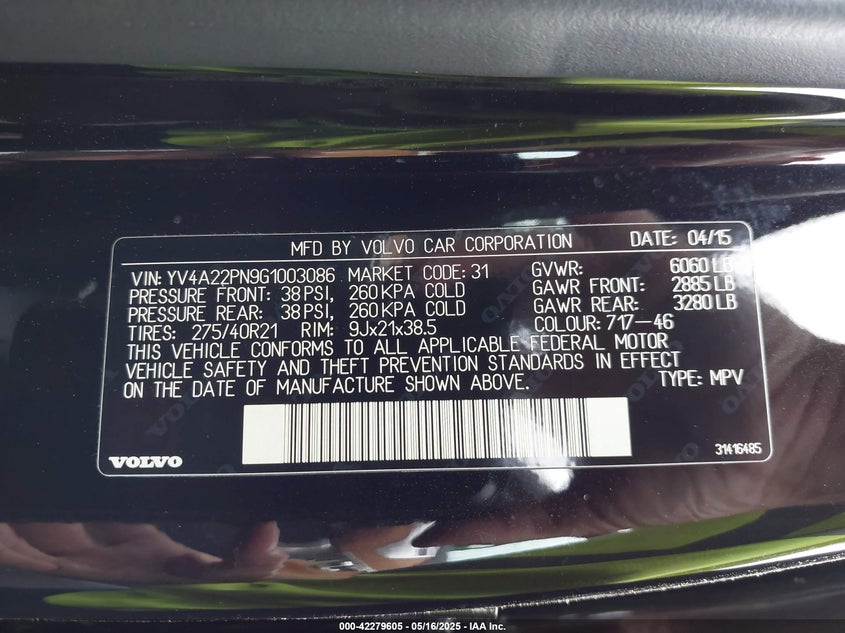 MFD BY VOLVO CAR CORPORATION DATE: 04/15
VIN: YV4A22PN9G1003086 MARKET CODE: 31 GVWR: 6060 LB
PRESSURE FRONT: 38 PSI, 260 KPA COLD GAWR FRONT: 2885 LB
PRESSURE REAR: 38 PSI, 260 KPA COLD GAWR REAR: 3280 LB
TIRES: 275/40R21 RIM: 9Jx21x38.5 COLOUR: 717-46
THIS VEHICLE CONFORMS TO ALL APPLICABLE FEDERAL MOTOR
VEHICLE SAFETY AND THEFT PREVENTION STANDARDS IN EFFECT
ON THE DATE OF MANUFACTURE SHOWN ABOVE. TYPE: MPV
VOLVO 31416485
000-42279605 - 05/16/2025 - IAA Inc.